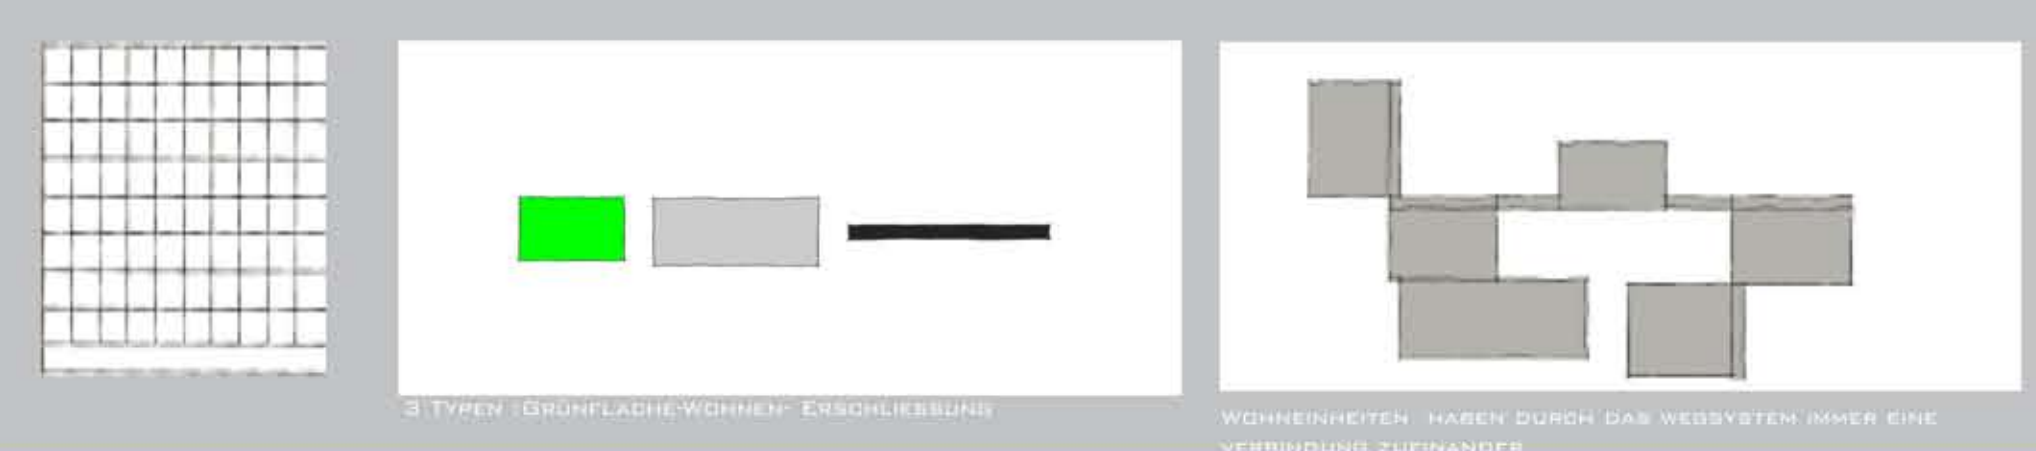 3 TYPEN :GRÜNFLÄCHE-WOHNEN- ERSCHLIESSUNG
WOHNEINHEITEN HABEN DURCH DAS WEGSYSTEM IMMER EINE
VERBINDUNG ZUEINANDER